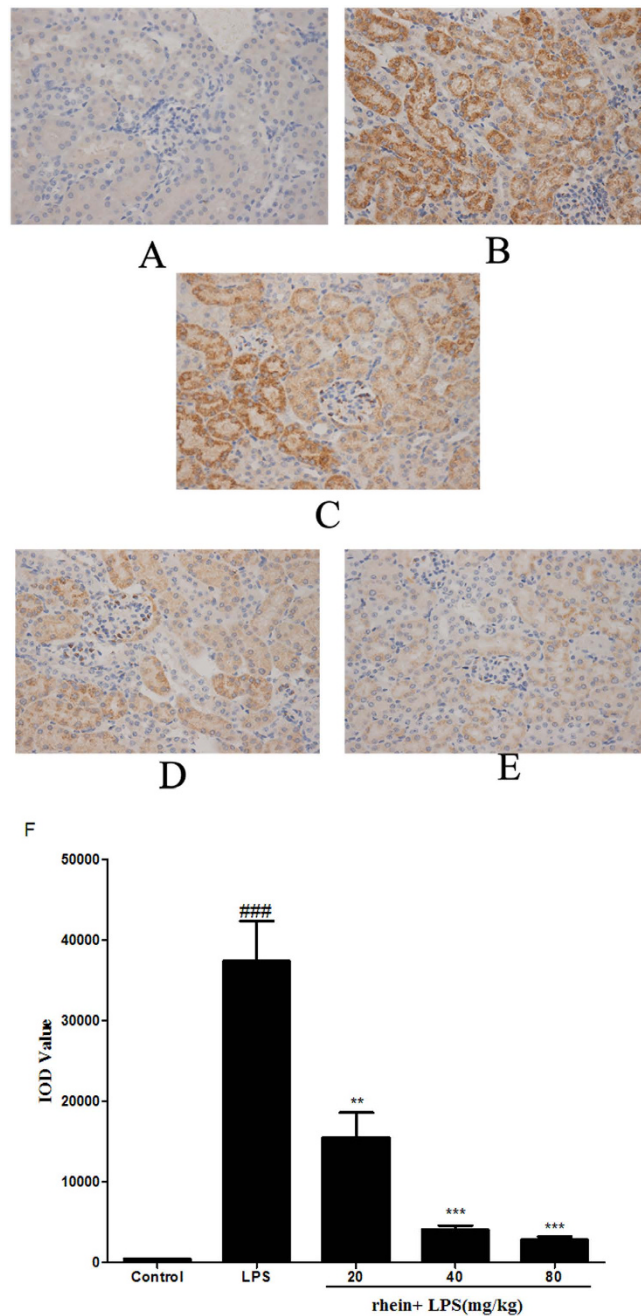 A
B
C
D
E
F
50000
40000
30000
20000
10000
0
IOD Value
###
**
***
***
Control
LPS
20
40
80
rhein+ LPS(mg/kg)